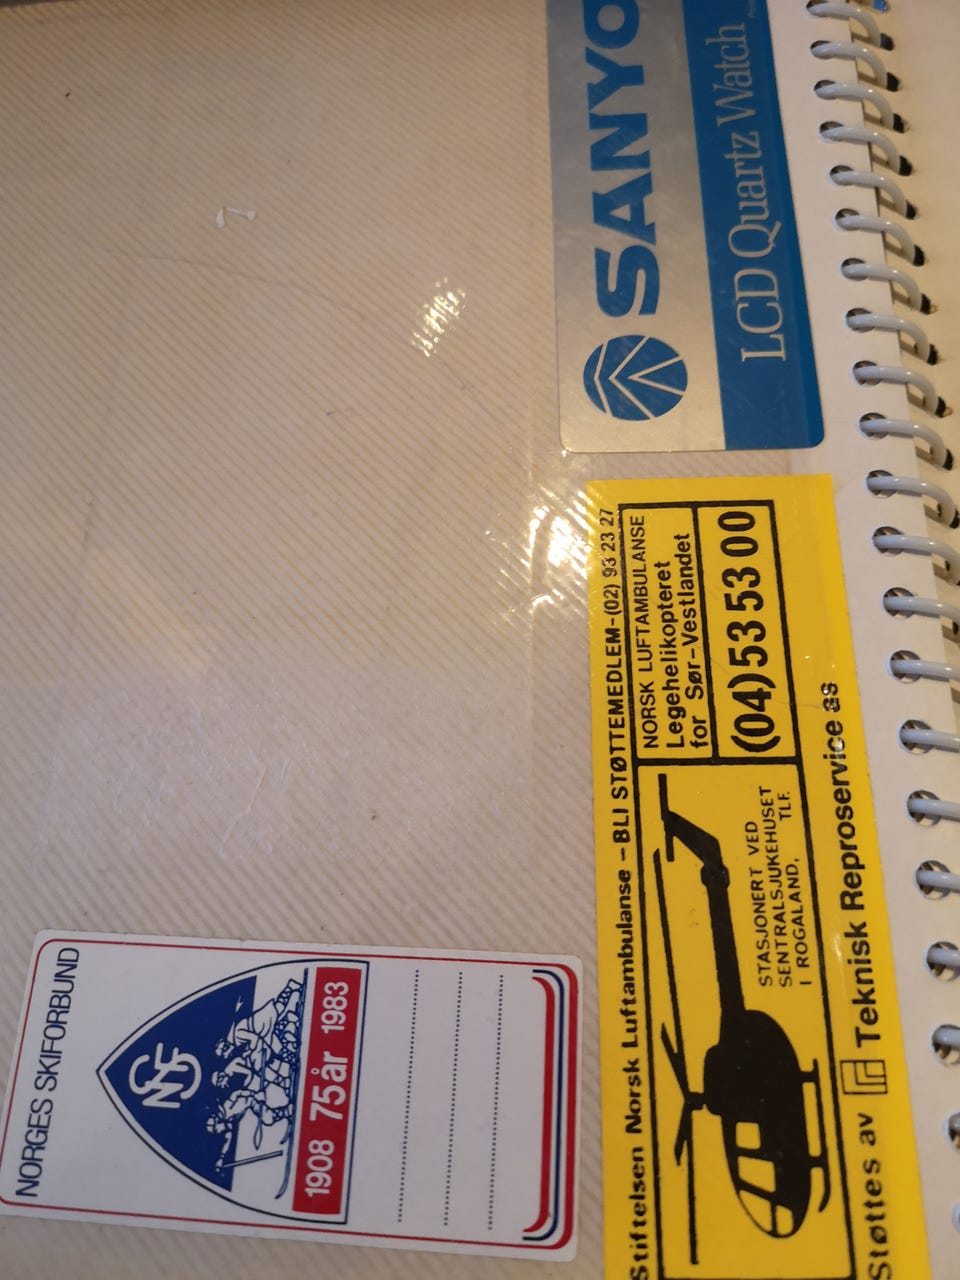 SANYO
LCD Quartz Watch
Stiftelsen Norsk Luftambulanse - BLI STØTTEMEDLEM-(02) 93 23 27
NORSK LUFTAMBULANSE
Legehelikopteret
for Sør-Vestlandet
(04)53 53 00
STASJONERT VED
SENTRALSJUKEHUSET
I ROGALAND, TLF.
Støttes av Teknisk Reproservice as
NORGES SKIFORBUND
NSF
1908 75 år 1983